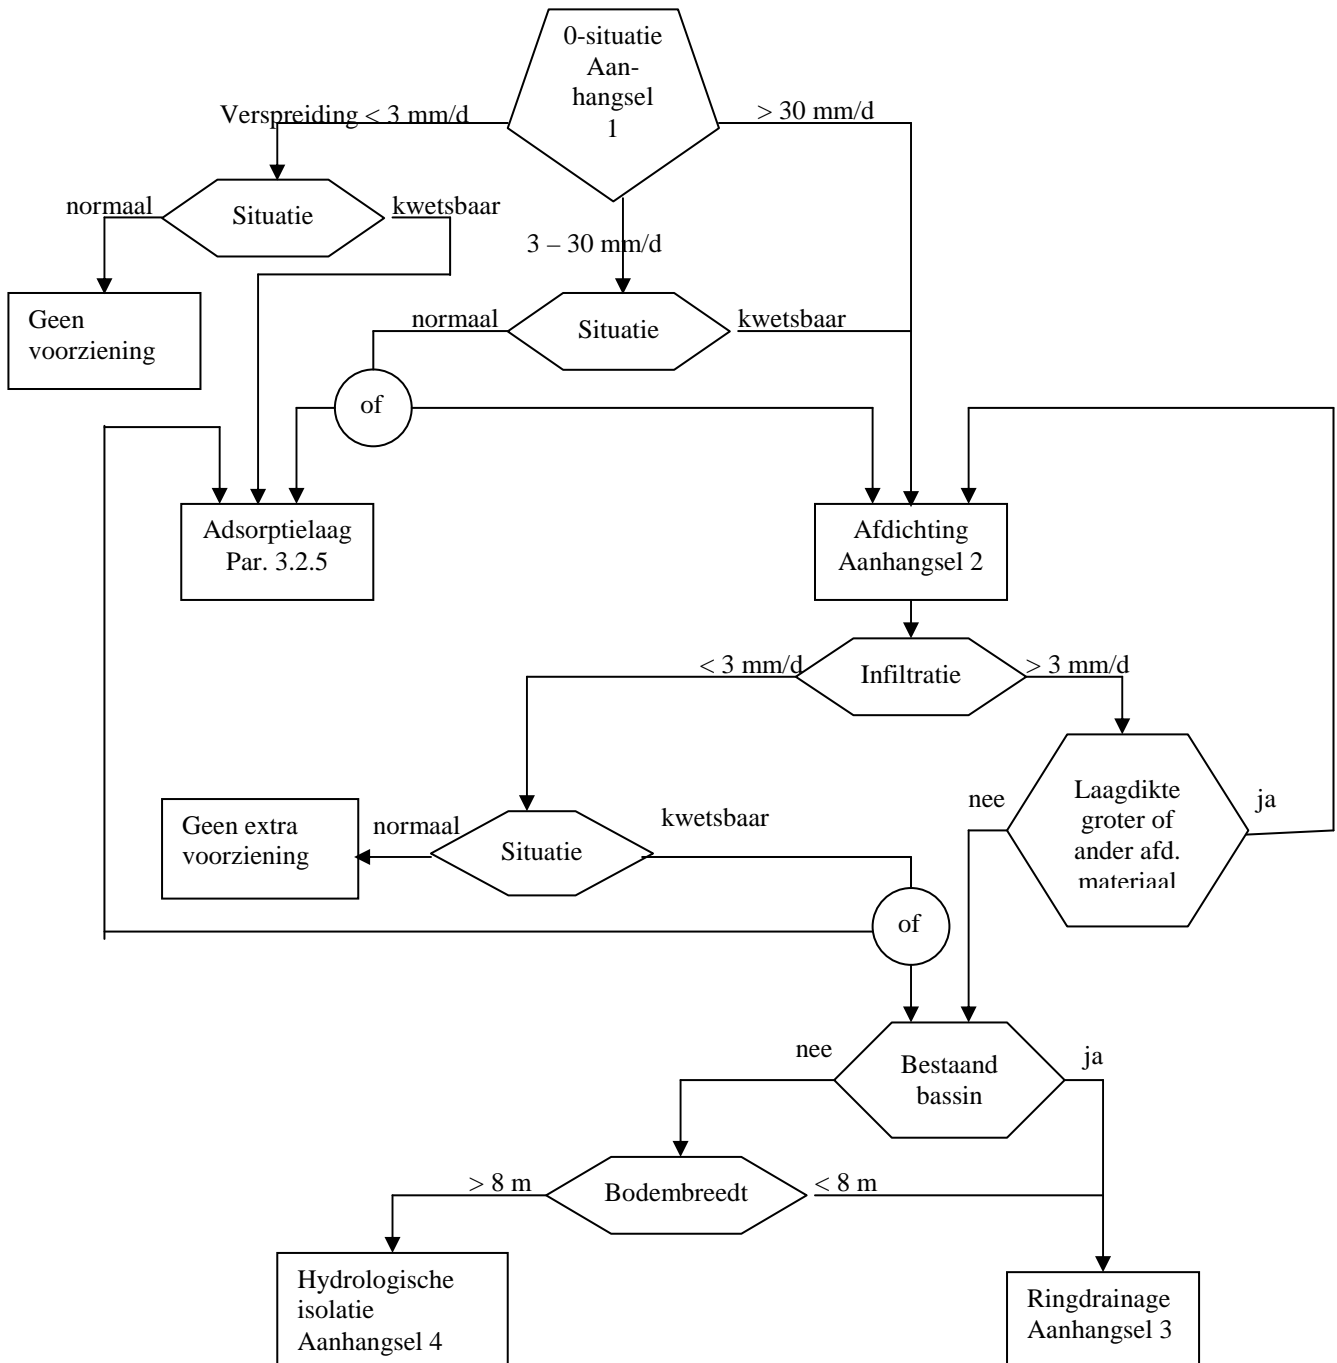 0-situatie
Aan-
hangsel
1
Verspreiding < 3 mm/d
> 30 mm/d
normaal
Situatie
kwetsbaar
3 – 30 mm/d
Geen
voorziening
normaal
Situatie
kwetsbaar
of
Adsorptielaag
Par. 3.2.5
Afdichting
Aanhangsel 2
< 3 mm/d
Infiltratie
> 3 mm/d
nee
Laagdikte
groter of
ander afd.
materiaal
ja
Geen extra
voorziening
normaal
Situatie
kwetsbaar
of
nee
Bestaand
bassin
ja
> 8 m
Bodembreedt
< 8 m
Hydrologische
isolatie
Aanhangsel 4
Ringdrainage
Aanhangsel 3